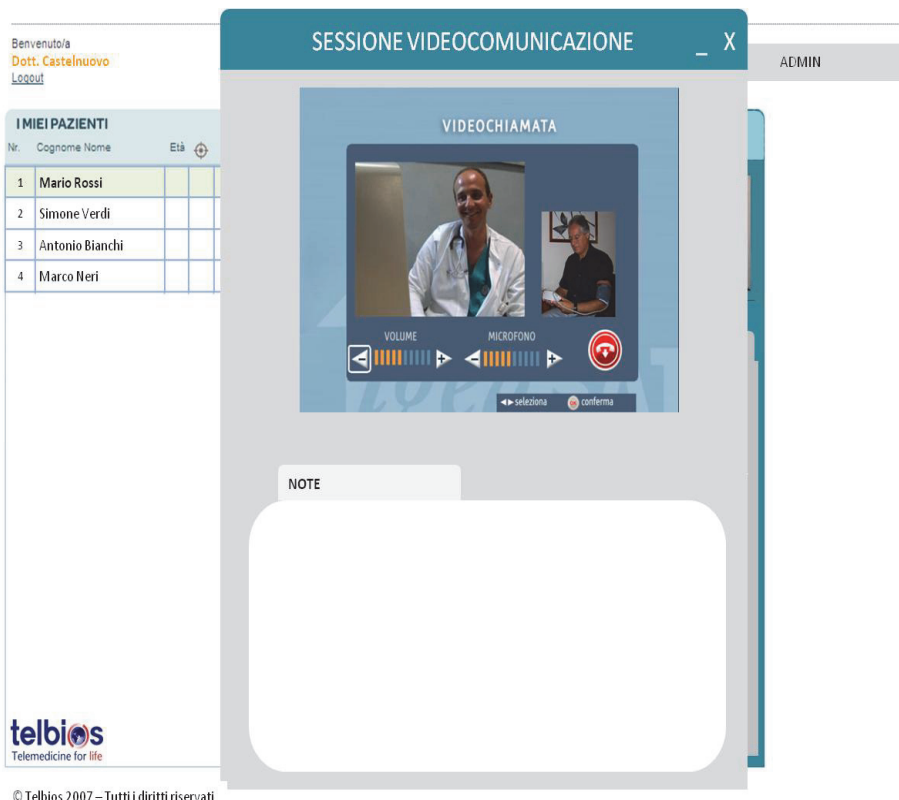 SESSIONE VIDEOCOMUNICAZIONE _ X
Benvenuto/a
Dott. Castelnuovo
Logout
ADMIN
I MIEI PAZIENTI
Nr. Cognome Nome Età
1 Mario Rossi
2 Simone Verdi
3 Antonio Bianchi
4 Marco Neri
VIDEOCHIAMATA
VOLUME MICROFONO
- + - +
seleziona OK conferma
NOTE
telbios
Telemedicine for life
© Telbios 2007 – Tutti i diritti riservati